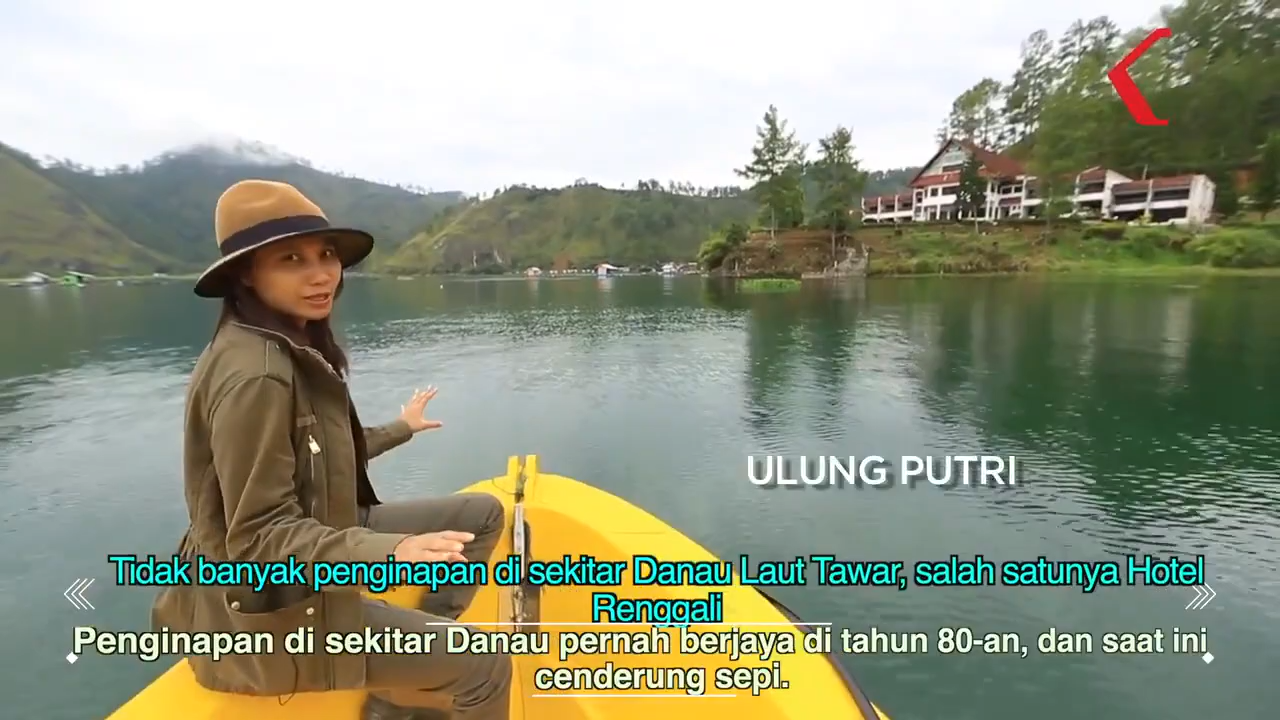 ULUNG PUTRI
Tidak banyak penginapan di sekitar Danau Laut Tawar, salah satunya Hotel
Renggali
Penginapan di sekitar Danau pernah berjaya di tahun 80-an, dan saat ini
cenderung sepi.